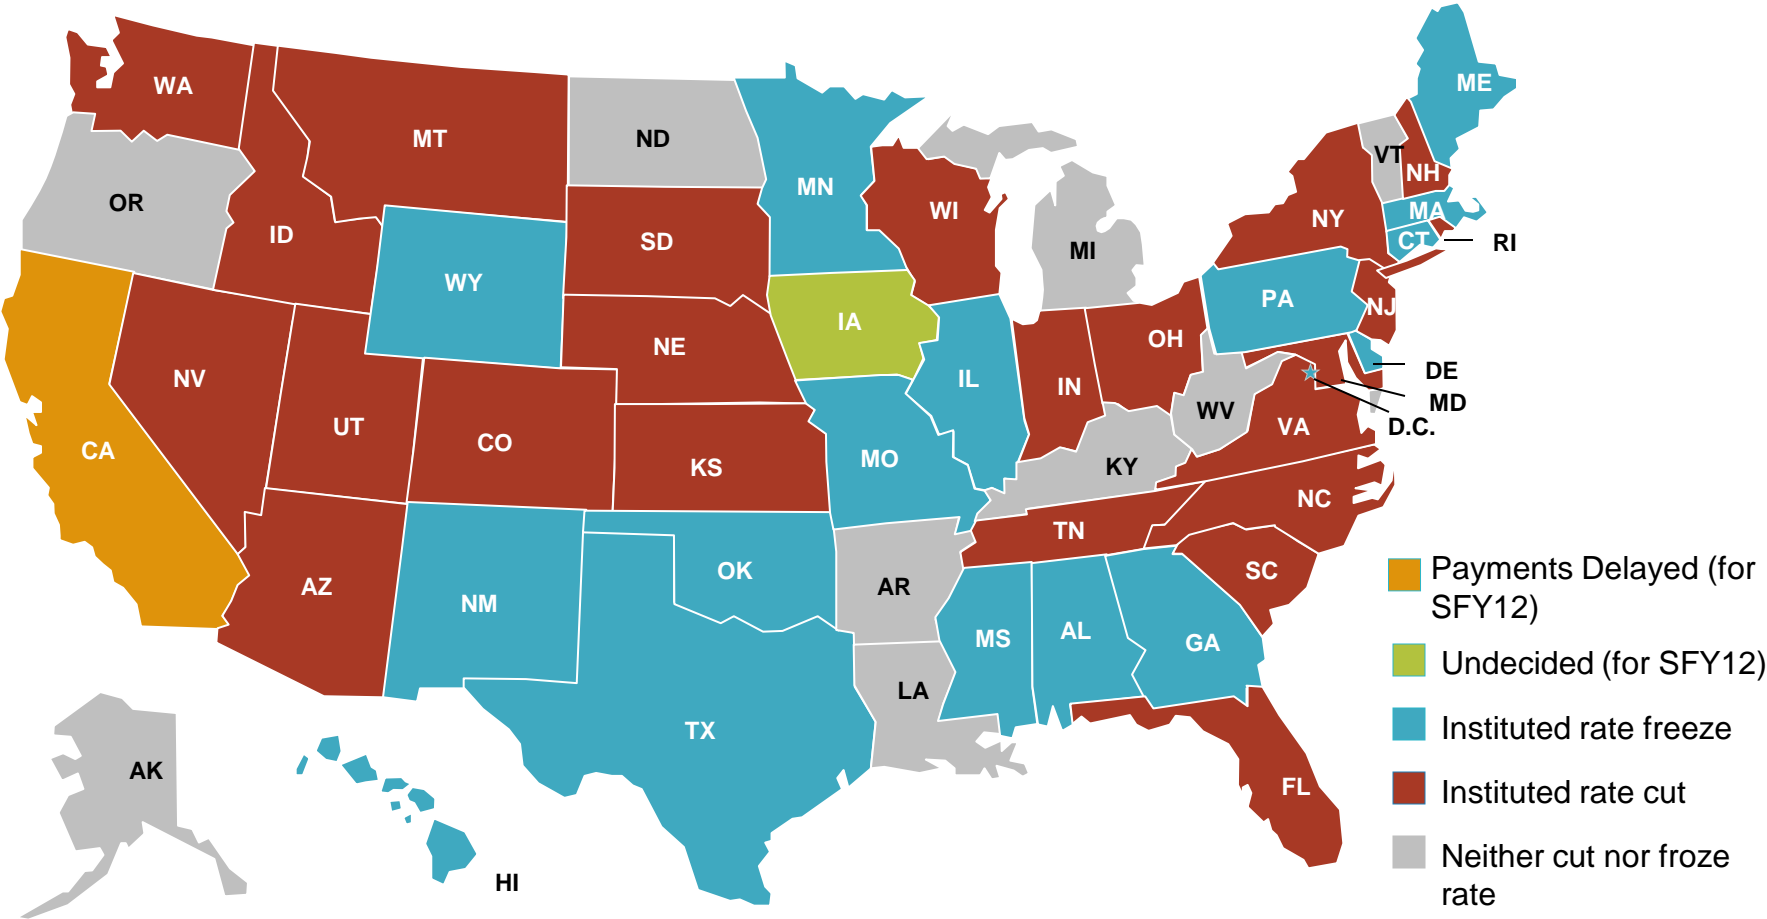 ME
WA
MT
ND
VT
NH
MN
OR
WI
MA
NY
ID
SD
CT
RI
MI
WY
PA
NJ
IA
OH
NE
DE
NV
IL
IN
MD
WV
UT
VA
D.C.
CO
CA
MO
KS
KY
NC
TN
Payments Delayed (for
SFY12)
OK
SC
AZ
AR
NM
AL
MS
GA
Undecided (for SFY12)
LA
TX
Instituted rate freeze
AK
FL
Instituted rate cut
HI
Neither cut nor froze
rate